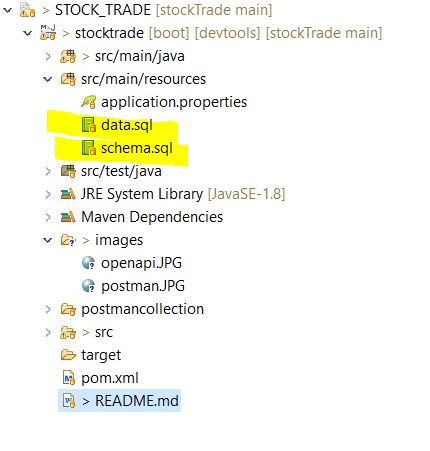 STOCK_TRADE [stockTrade main]
> stocktrade [boot] [devtools] [stockTrade main]
> src/main/java
src/main/resources
application.properties
data.sql
schema.sql
src/test/java
JRE System Library [JavaSE-1.8]
Maven Dependencies
> images
openapi.JPG
postman.JPG
postmancollection
> src
target
pom.xml
> README.md